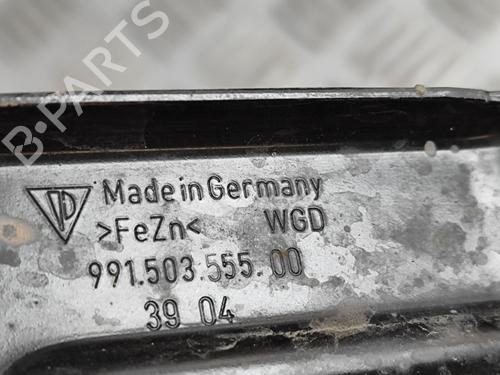 B-PARTS
Made in Germany
>FeZn< WGD
991.503.555.00
39 04